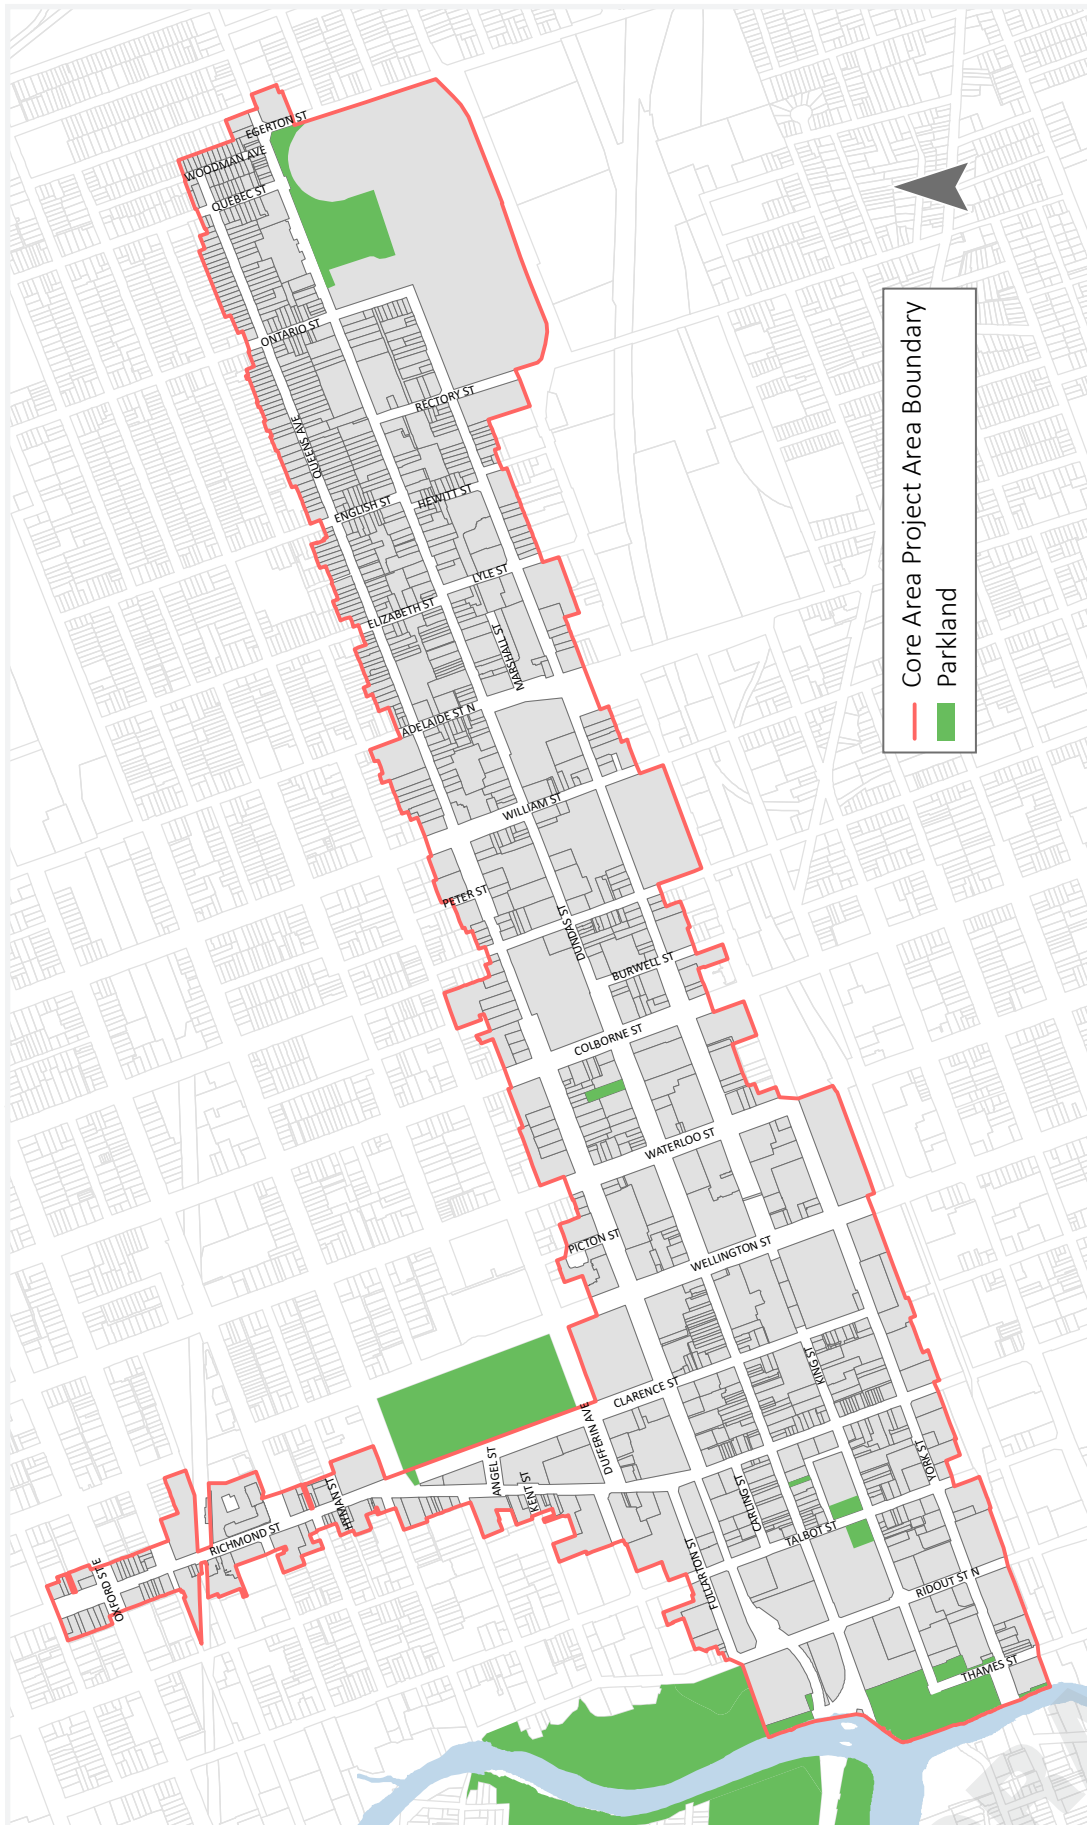 EGERTON ST
WOODMAN AVE
QUEBEC ST
ONTARIO ST
RECTORY ST
QUEENS AVE
ENGLISH ST
HEWITT ST
LYLE ST
ELIZABETH ST
MARSHALL ST
ADELAIDE ST N
WILLIAM ST
PETER ST
DUNDAS ST
BURWELL ST
COLBORNE ST
WATERLOO ST
PICTON ST
WELLINGTON ST
KING ST
CLARENCE ST
DUFFERIN AVE
YORK ST
ANGEL ST
KENT ST
HYMAN ST
CARLING ST
TALBOT ST
RICHMOND ST
FULLARTON ST
OXFORD ST E
RIDOUT ST N
THAMES ST
Core Area Project Area Boundary
Parkland